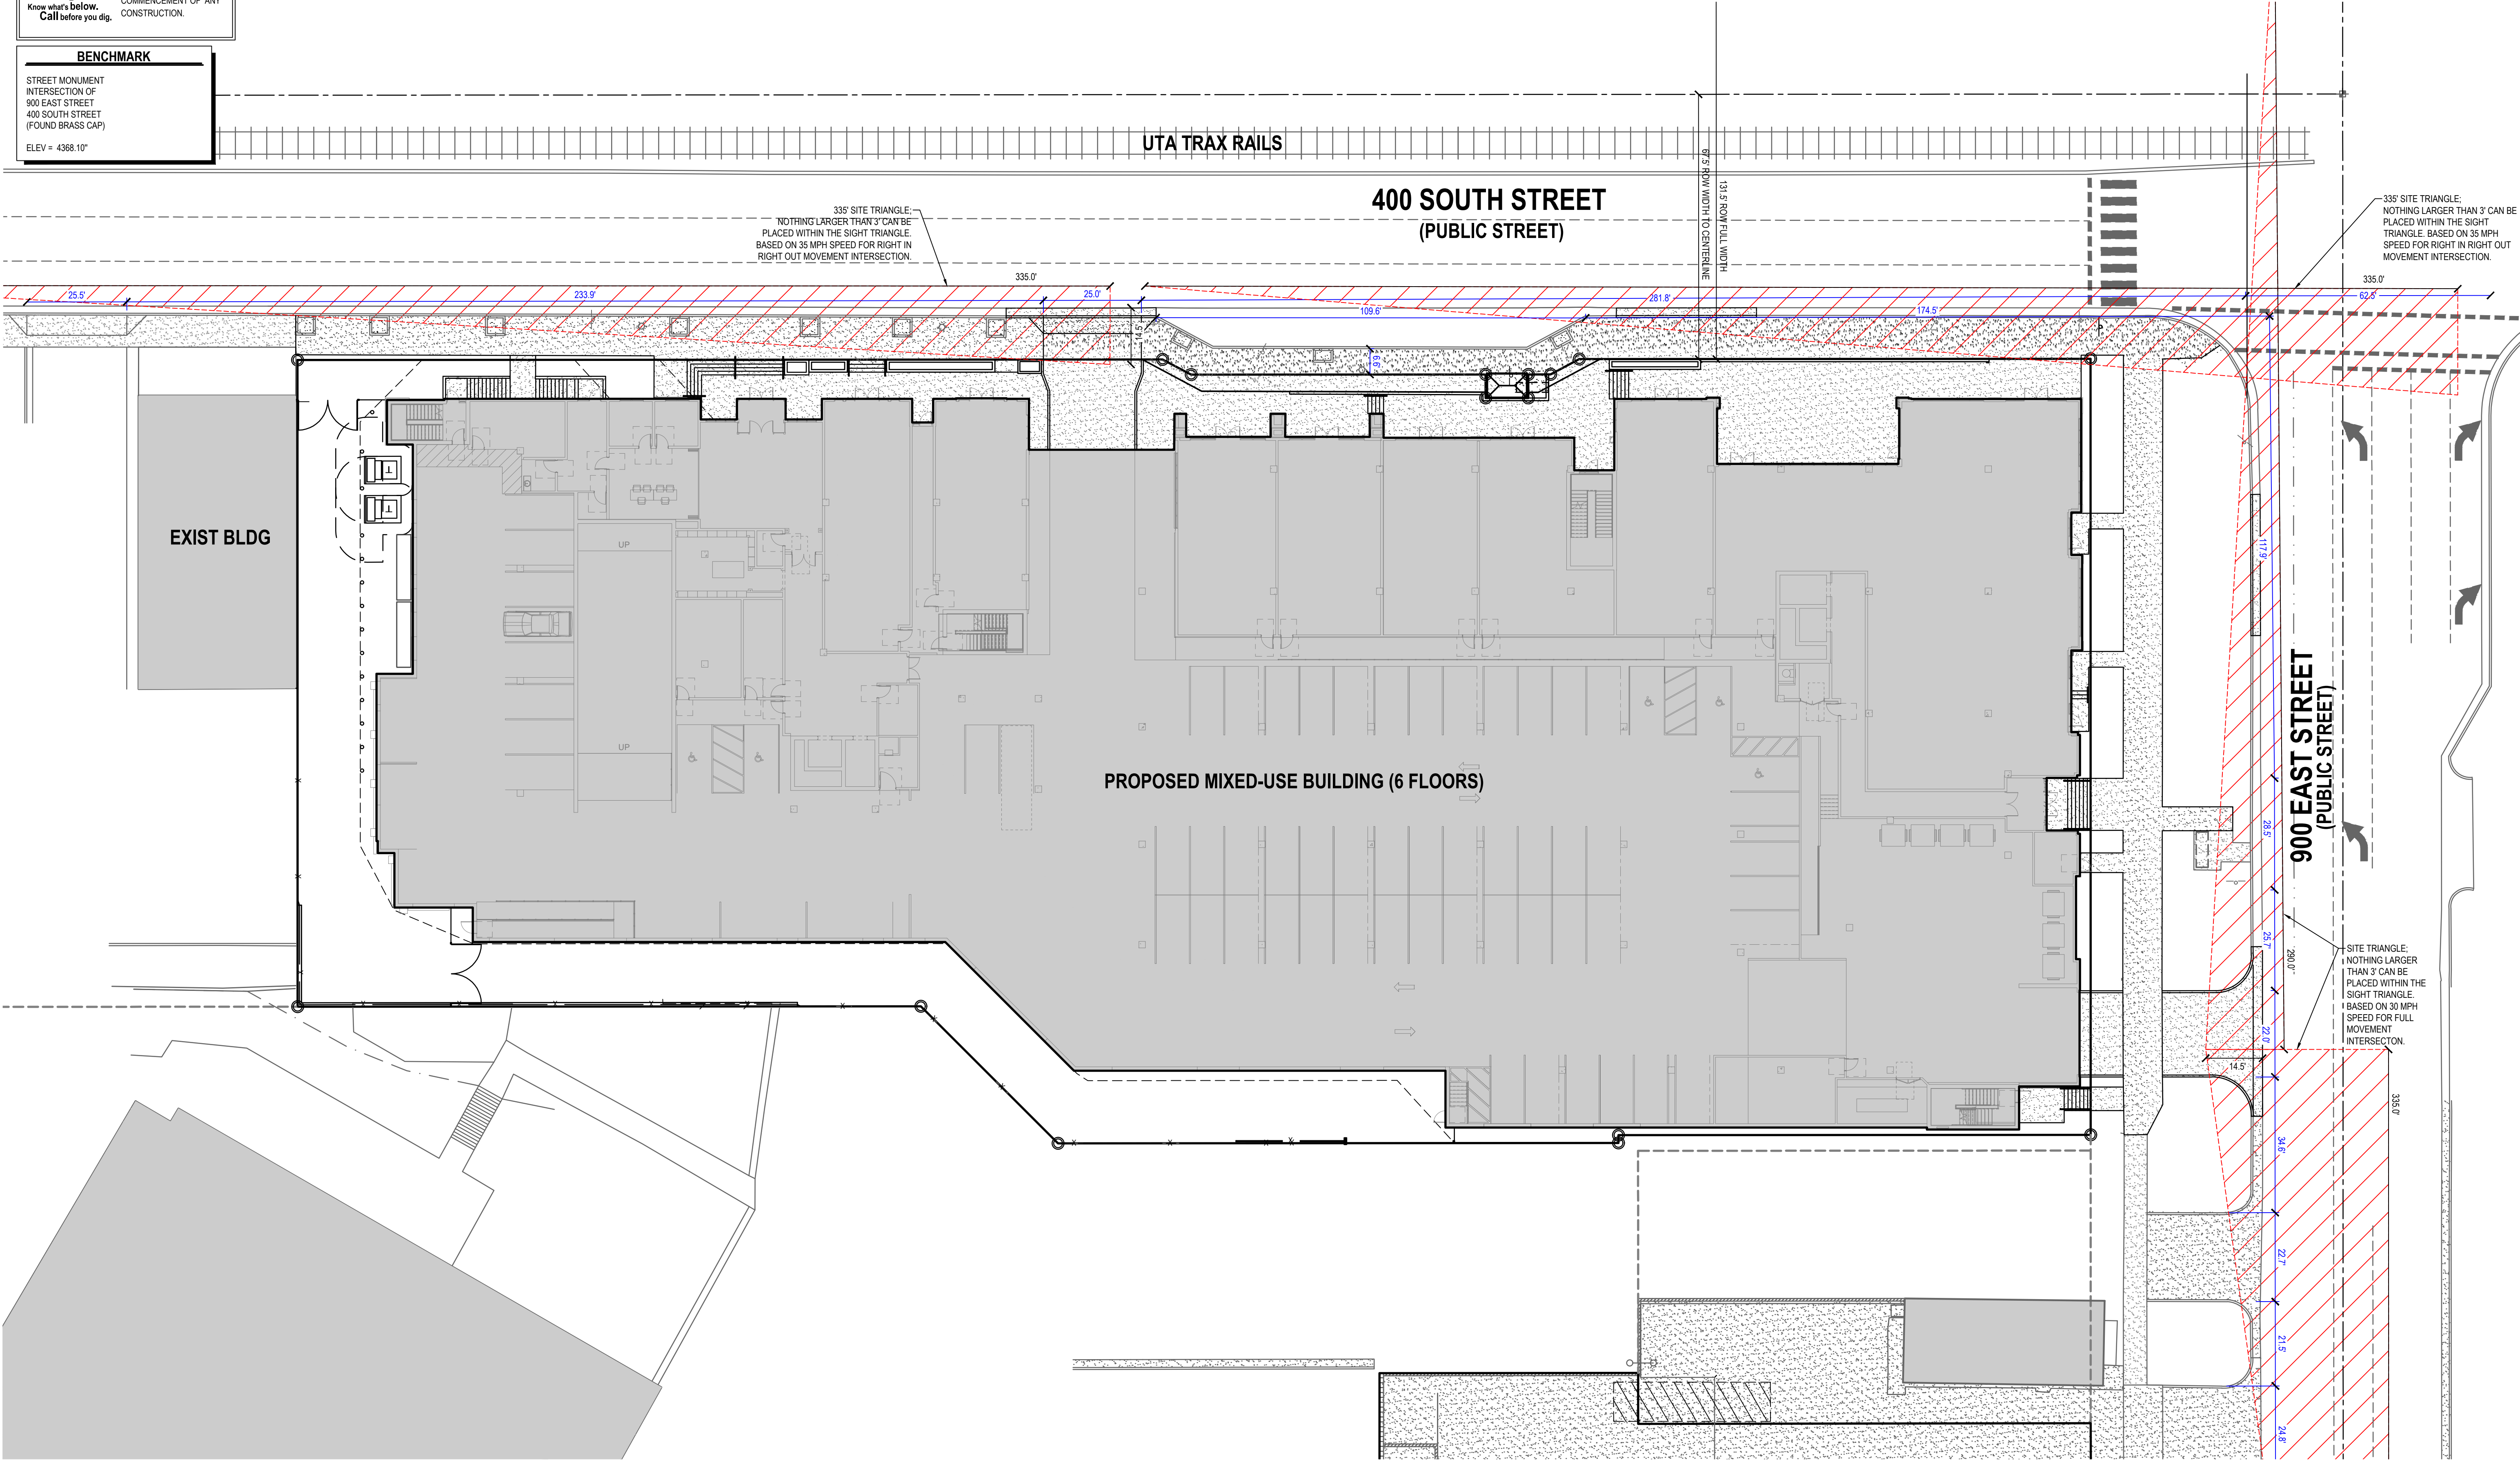 Know what's below.
Call before you dig.
COMMENCEMENT OF ANY
CONSTRUCTION.
BENCHMARK
STREET MONUMENT
INTERSECTION OF
900 EAST STREET
400 SOUTH STREET
(FOUND BRASS CAP)
ELEV = 4368.10"
UTA TRAX RAILS
400 SOUTH STREET
(PUBLIC STREET)
67.5' ROW WIDTH TO CENTERLINE
131.5' ROW FULL WIDTH
335' SITE TRIANGLE;
NOTHING LARGER THAN 3' CAN BE
PLACED WITHIN THE SIGHT TRIANGLE.
BASED ON 35 MPH SPEED FOR RIGHT IN
RIGHT OUT MOVEMENT INTERSECTION.
335' SITE TRIANGLE;
NOTHING LARGER THAN 3' CAN BE
PLACED WITHIN THE SIGHT
TRIANGLE. BASED ON 35 MPH
SPEED FOR RIGHT IN RIGHT OUT
MOVEMENT INTERSECTION.
335.0'
335.0'
25.5'
233.9'
25.0'
281.8'
62.5'
109.6'
174.5'
14.5'
6.6'
EXIST BLDG
UP
UP
PROPOSED MIXED-USE BUILDING (6 FLOORS)
117.9'
900 EAST STREET
(PUBLIC STREET)
28.5'
25.7'
290.0'
22.0'
14.5'
SITE TRIANGLE;
NOTHING LARGER
THAN 3' CAN BE
PLACED WITHIN THE
SIGHT TRIANGLE.
BASED ON 30 MPH
SPEED FOR FULL
MOVEMENT
INTERSECTON.
335.0'
34.6'
22.7'
21.5'
24.8'